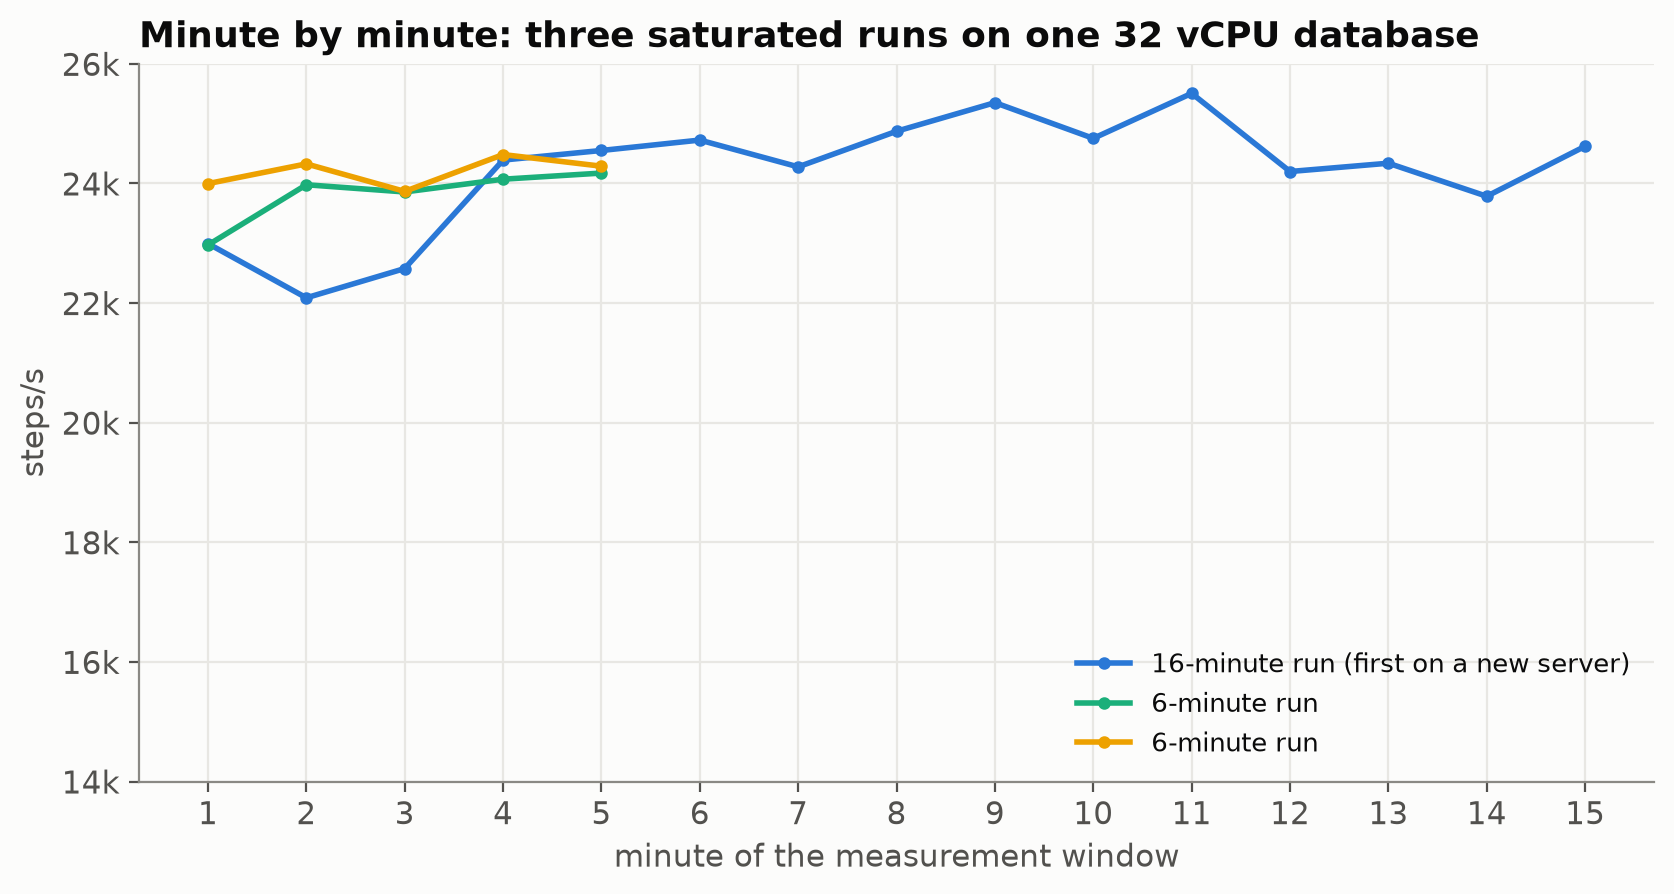 Minute by minute: three saturated runs on one 32 vCPU database
26k
24k
22k
20k
18k
16k
14k
steps/s
16-minute run (first on a new server)
6-minute run
6-minute run
1 2 3 4 5 6 7 8 9 10 11 12 13 14 15
minute of the measurement window